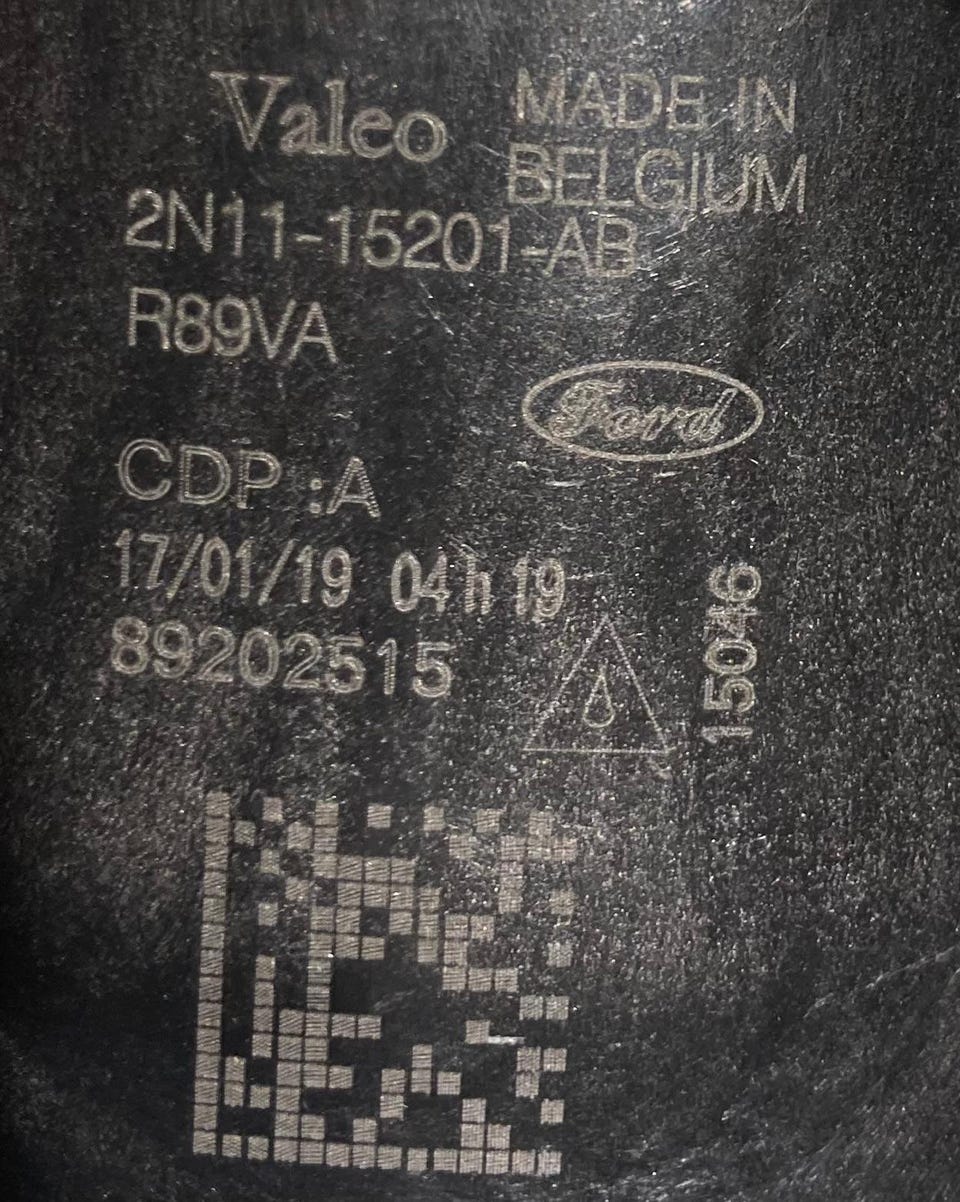 Valeo
MADE IN
BELGIUM
2N11-15201-AB
R89VA
Ford
CDP :A
17/01/19 04h19
89202515
15046